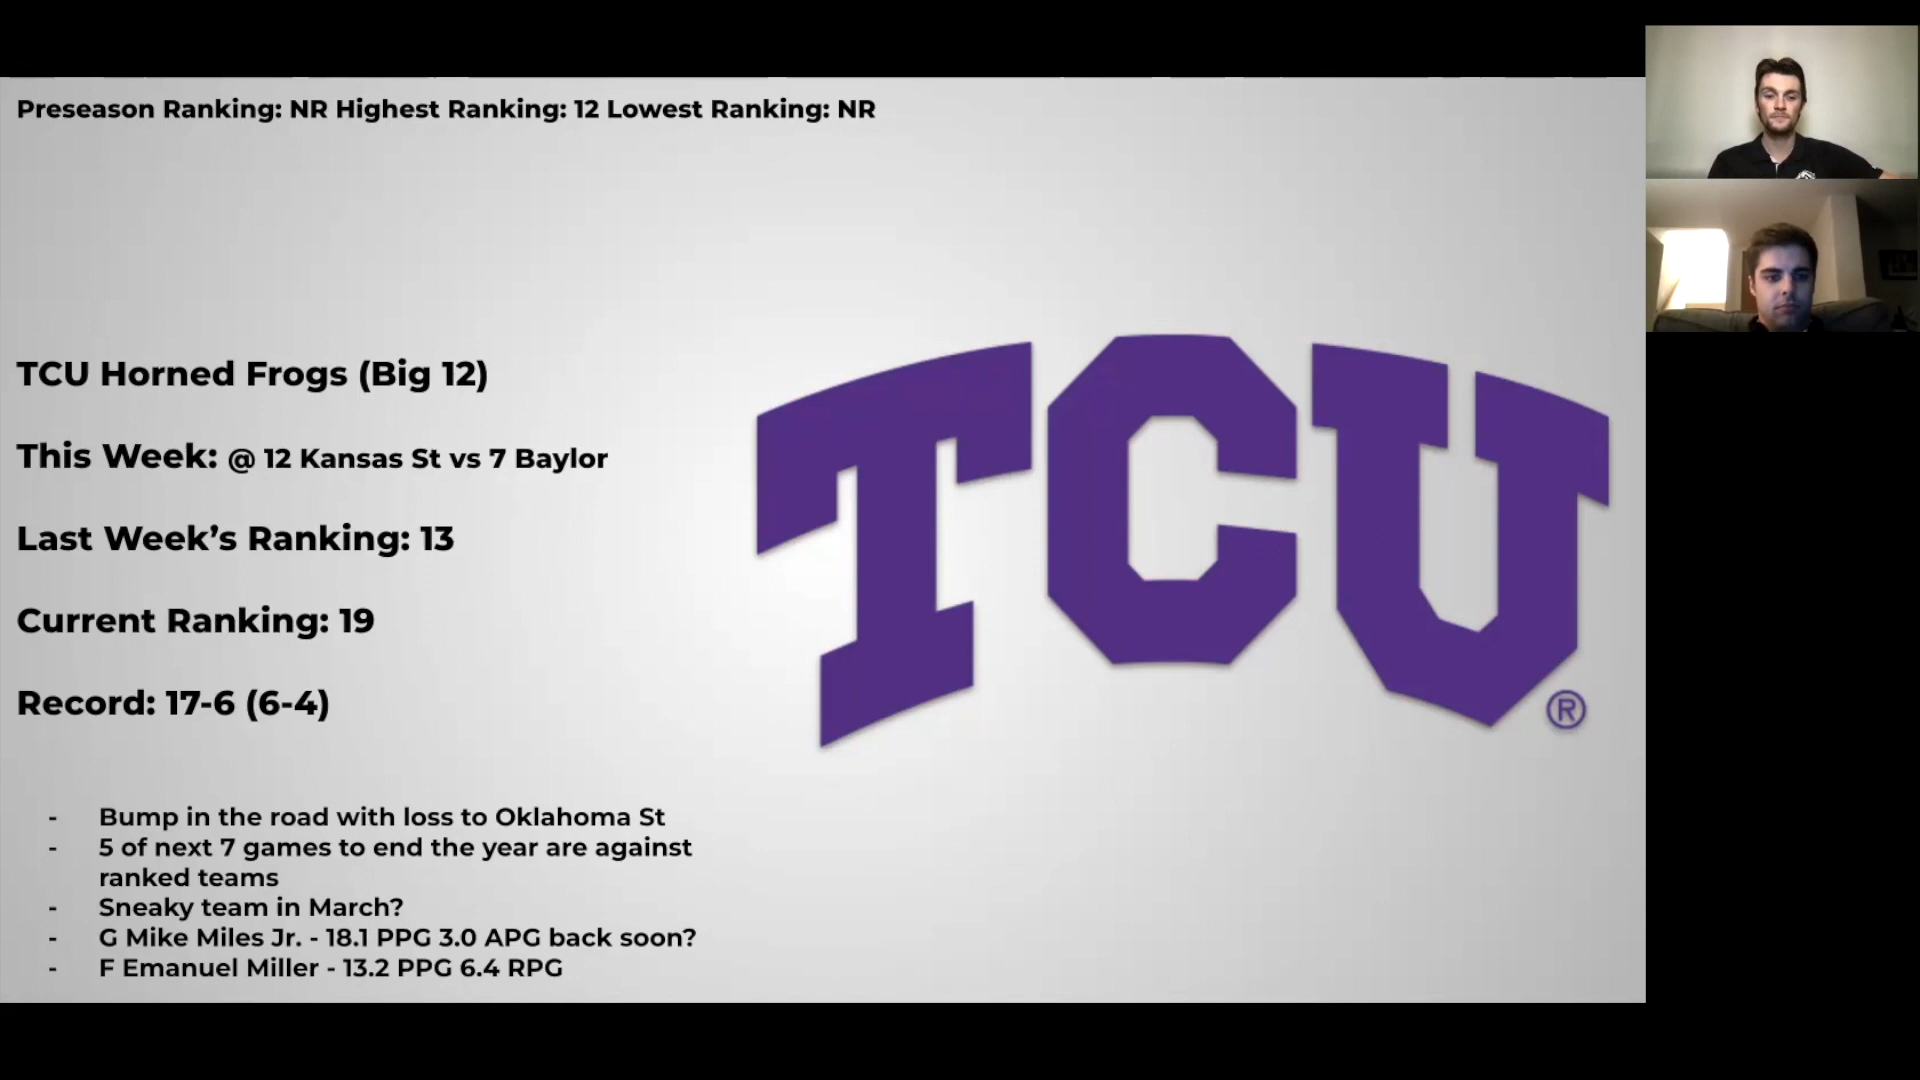 Preseason Ranking: NR Highest Ranking: 12 Lowest Ranking: NR
TCU Horned Frogs (Big 12)
This Week: @ 12 Kansas St vs 7 Baylor
Last Week’s Ranking: 13
Current Ranking: 19
Record: 17-6 (6-4)
- Bump in the road with loss to Oklahoma St
- 5 of next 7 games to end the year are against
ranked teams
- Sneaky team in March?
- G Mike Miles Jr. - 18.1 PPG 3.0 APG back soon?
- F Emanuel Miller - 13.2 PPG 6.4 RPG
TCU ®